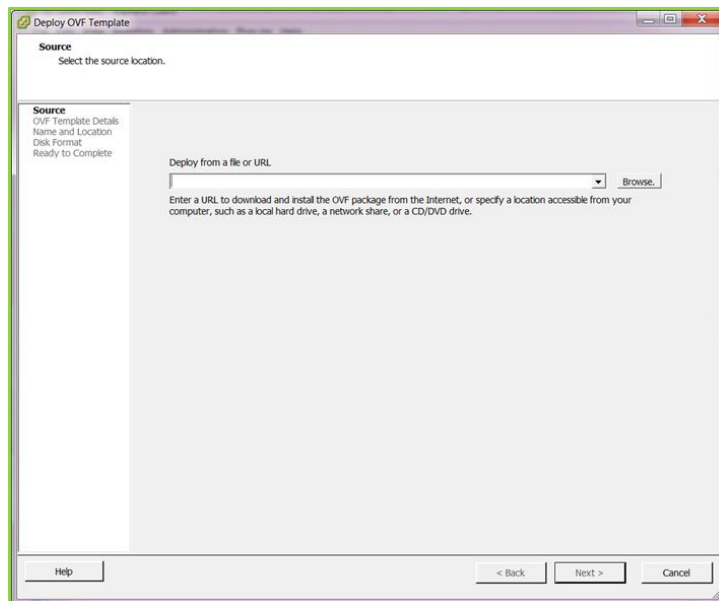 Deploy OVF Template
Source
Select the source location.
Source
OVF Template Details
Name and Location
Disk Format
Ready to Complete
Deploy from a file or URL
Browse.
Enter a URL to download and install the OVF package from the Internet, or specify a location accessible from your
computer, such as a local hard drive, a network share, or a CD/DVD drive.
Help
< Back
Next >
Cancel